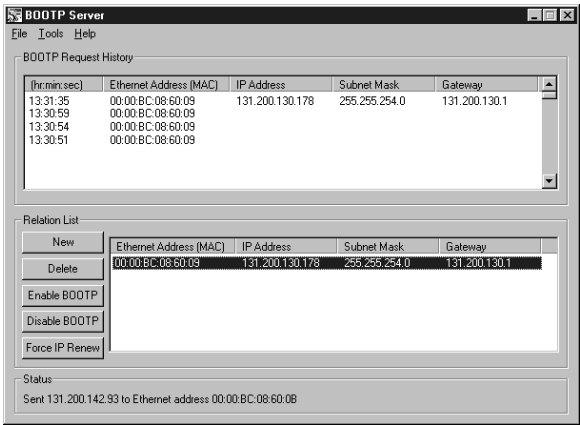 BOOTP Server
File Tools Help
BOOTP Request History
(hr:min:sec) Ethernet Address (MAC) IP Address Subnet Mask Gateway
13:31:35 00:00:BC:08:60:09 131.200.130.178 255.255.254.0 131.200.130.1
13:30:59 00:00:BC:08:60:09
13:30:54 00:00:BC:08:60:09
13:30:51 00:00:BC:08:60:09
Relation List
New
Delete
Enable BOOTP
Disable BOOTP
Force IP Renew
Ethernet Address (MAC) IP Address Subnet Mask Gateway
00:00:BC:08:60:09 131.200.130.178 255.255.254.0 131.200.130.1
Status
Sent 131.200.142.93 to Ethernet address 00:00:BC:08:60:0B